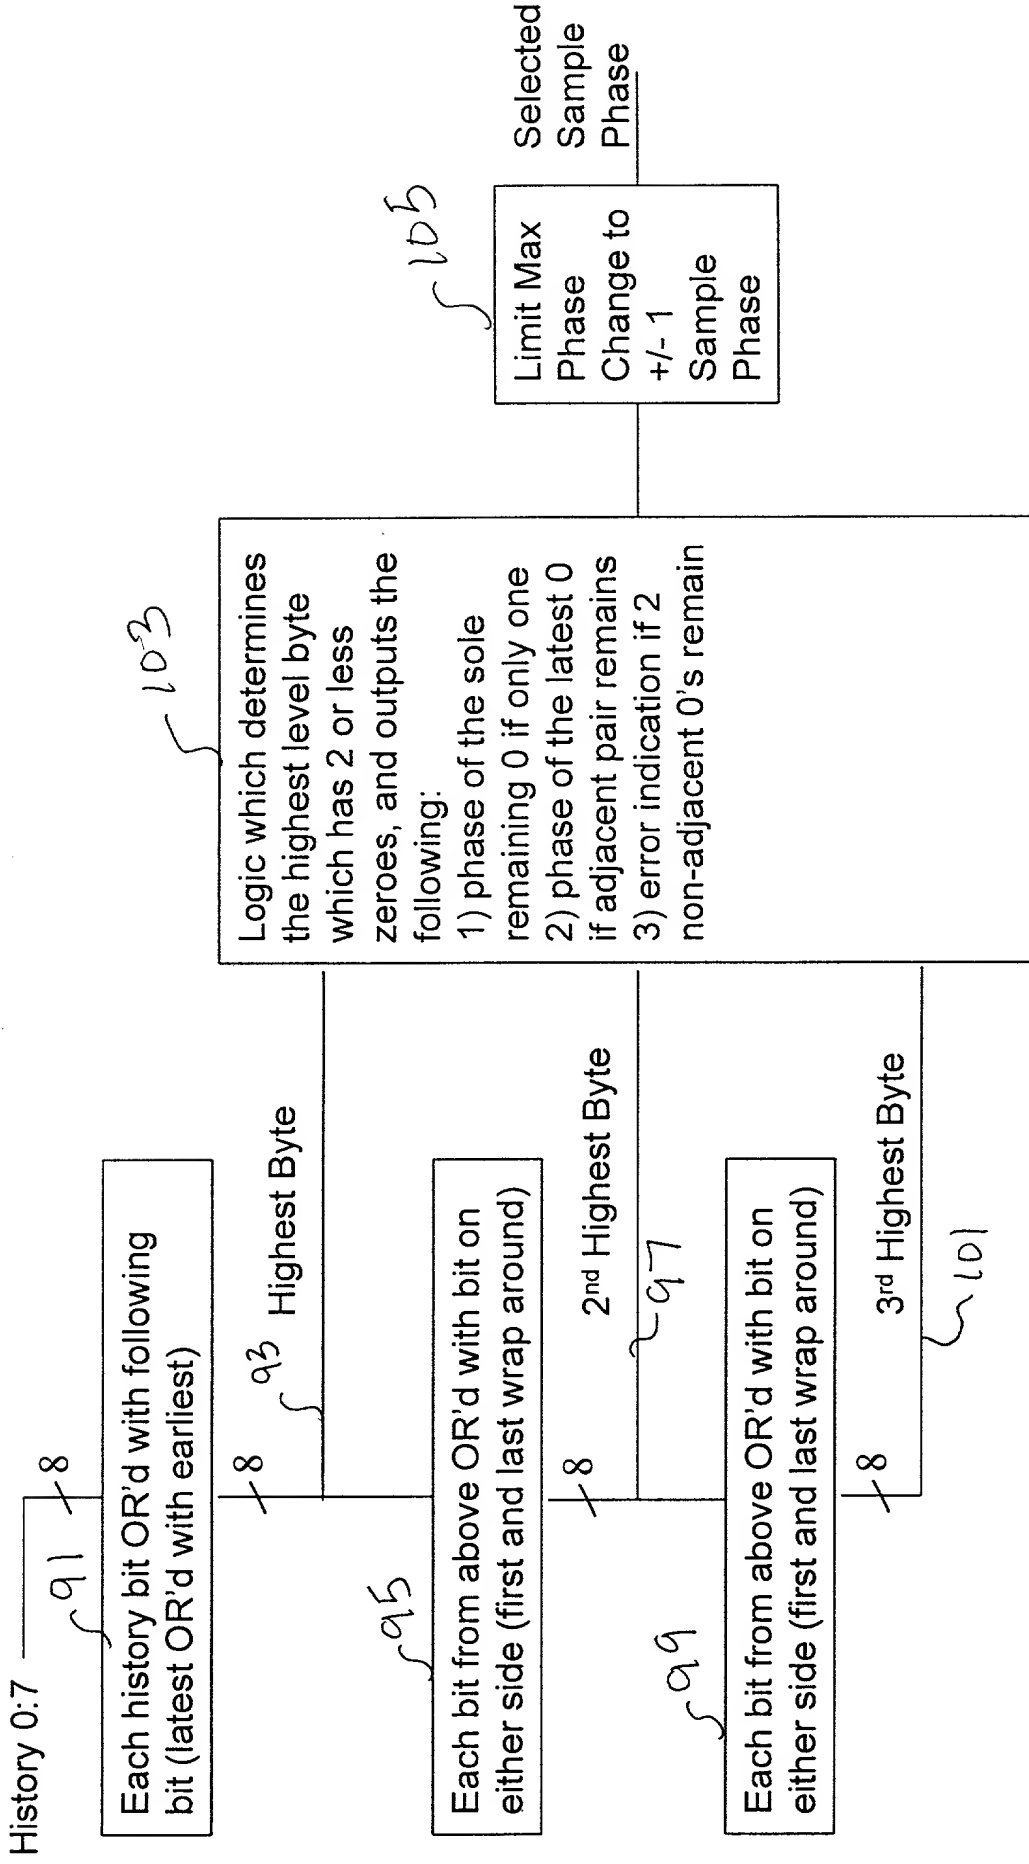 History 0:7
8
91
Each history bit OR'd with following
bit (latest OR'd with earliest)
8
93
Highest Byte
95
Each bit from above OR'd with bit on
either side (first and last wrap around)
8
2nd Highest Byte
97
99
Each bit from above OR'd with bit on
either side (first and last wrap around)
8
3rd Highest Byte
101
103
Logic which determines
the highest level byte
which has 2 or less
zeroes, and outputs the
following:
1) phase of the sole
remaining 0 if only one
2) phase of the latest 0
if adjacent pair remains
3) error indication if 2
non-adjacent 0's remain
105
Limit Max
Phase
Change to
+/- 1
Sample
Phase
Selected
Sample
Phase